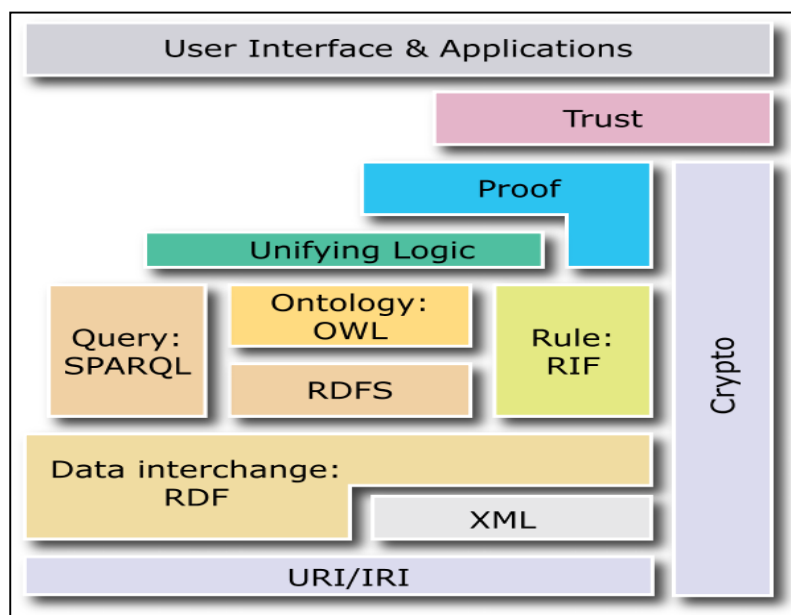 User Interface & Applications
Trust
Proof
Unifying Logic
Query:
SPARQL
Ontology:
OWL
RDFS
Rule:
RIF
Crypto
Data interchange:
RDF
XML
URI/IRI